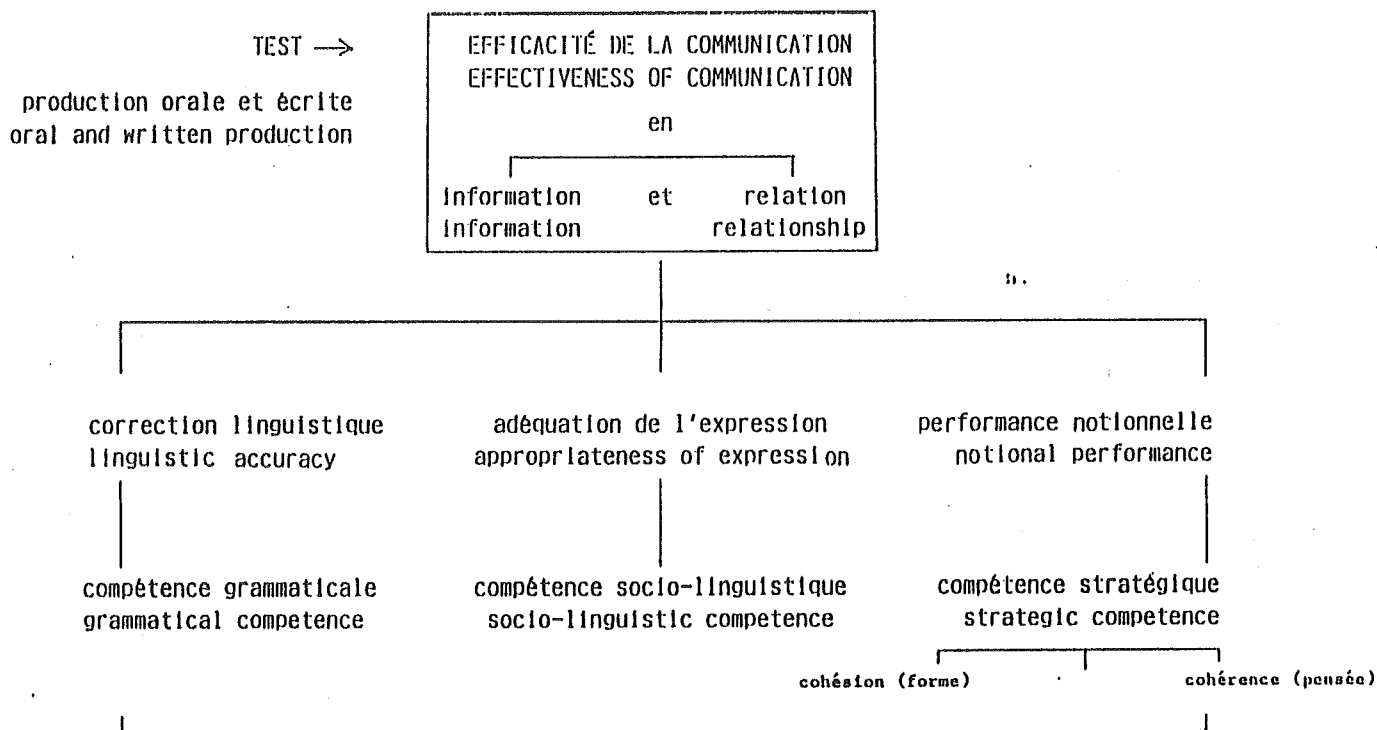 TEST →
production orale et écrite
oral and written production
EFFICACITÉ DE LA COMMUNICATION
EFFECTIVENESS OF COMMUNICATION
en
information et relation
information relationship
correction linguistique
linguistic accuracy
adéquation de l'expression
appropriateness of expression
performance notionnelle
notional performance
compétence grammaticale
grammatical competence
compétence socio-linguistique
socio-linguistic competence
compétence stratégique
strategic competence
cohésion (forme)
cohérence (pensée)